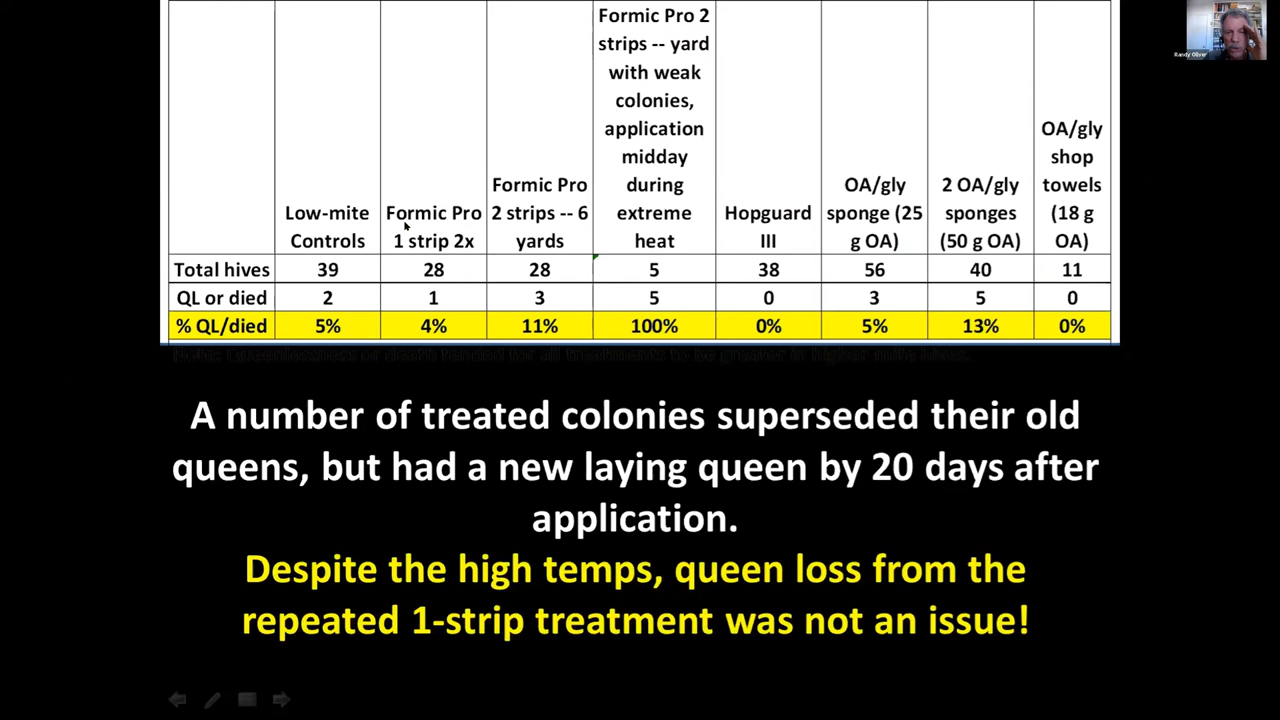 Formic Pro 2
strips -- yard
with weak
colonies,
application
midday
during
extreme
heat
Low-mite
Controls
Formic Pro
1 strip 2x
Formic Pro
2 strips -- 6
yards
Hopguard
III
OA/gly
sponge (25
g OA)
2 OA/gly
sponges
(50 g OA)
OA/gly
shop
towels
(18 g
OA)
Total hives 39 28 28 5 38 56 40 11
QL or died 2 1 3 5 0 3 5 0
% QL/died 5% 4% 11% 100% 0% 5% 13% 0%
A number of treated colonies superseded their old
queens, but had a new laying queen by 20 days after
application.
Despite the high temps, queen loss from the
repeated 1-strip treatment was not an issue!
Randy Oliver